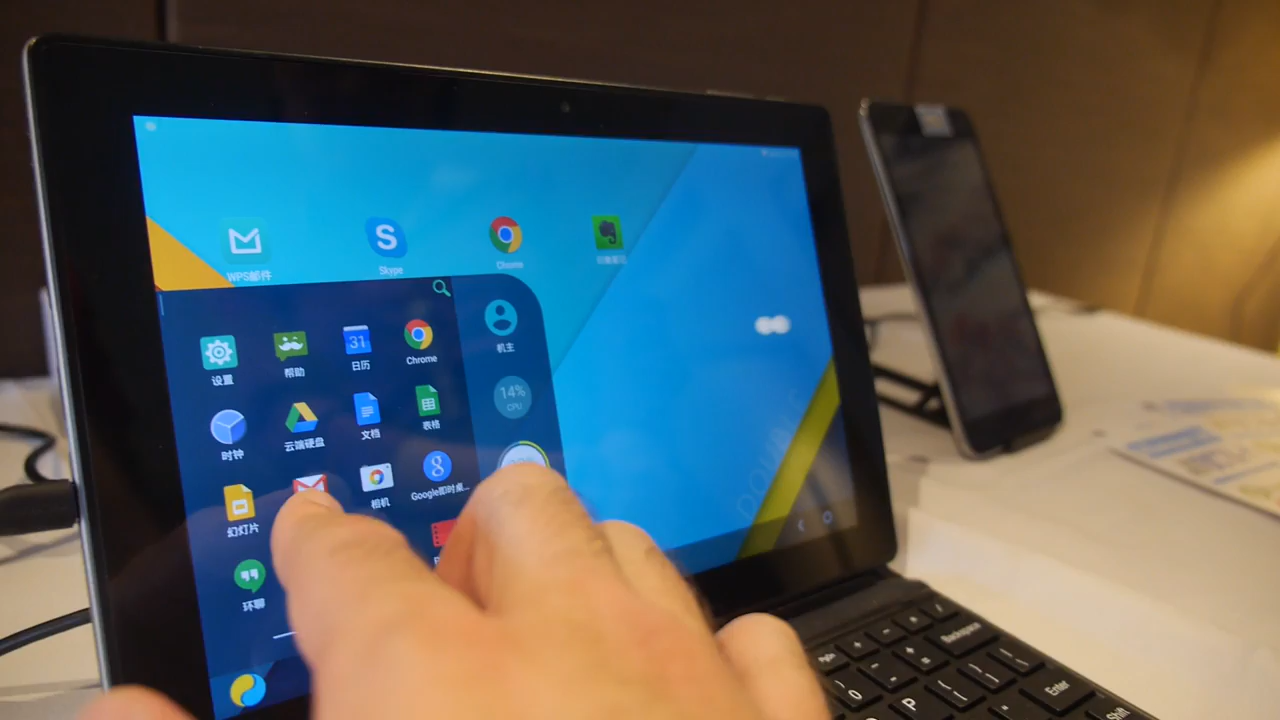 WPS邮件
Skype
Chrome
机主
设置
帮助
31
日历
Chrome
14%
CPU
时钟
云端硬盘
文档
表格
幻灯片
相机
Google即时桌...
环聊
Backspace
Enter
Shift
P
0